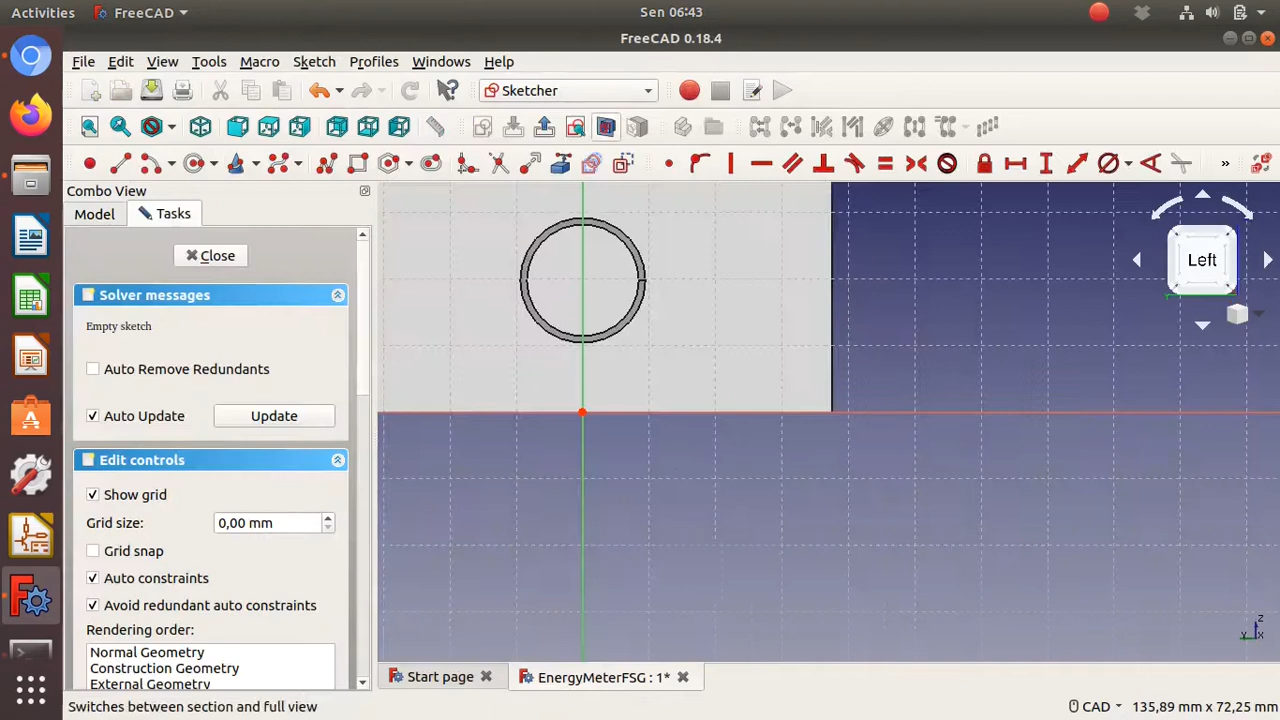 Activities
FreeCAD
Sen 06:43
FreeCAD 0.18.4
File Edit View Tools Macro Sketch Profiles Windows Help
Sketcher
Combo View
Model Tasks
Close
Solver messages
Empty sketch
Auto Remove Redundants
Auto Update Update
Edit controls
Show grid
Grid size: 0,00 mm
Grid snap
Auto constraints
Avoid redundant auto constraints
Rendering order:
Normal Geometry
Construction Geometry
External Geometry
Left
z
y x
Start page EnergyMeterFSG : 1*
Switches between section and full view CAD 135,89 mm x 72,25 mm